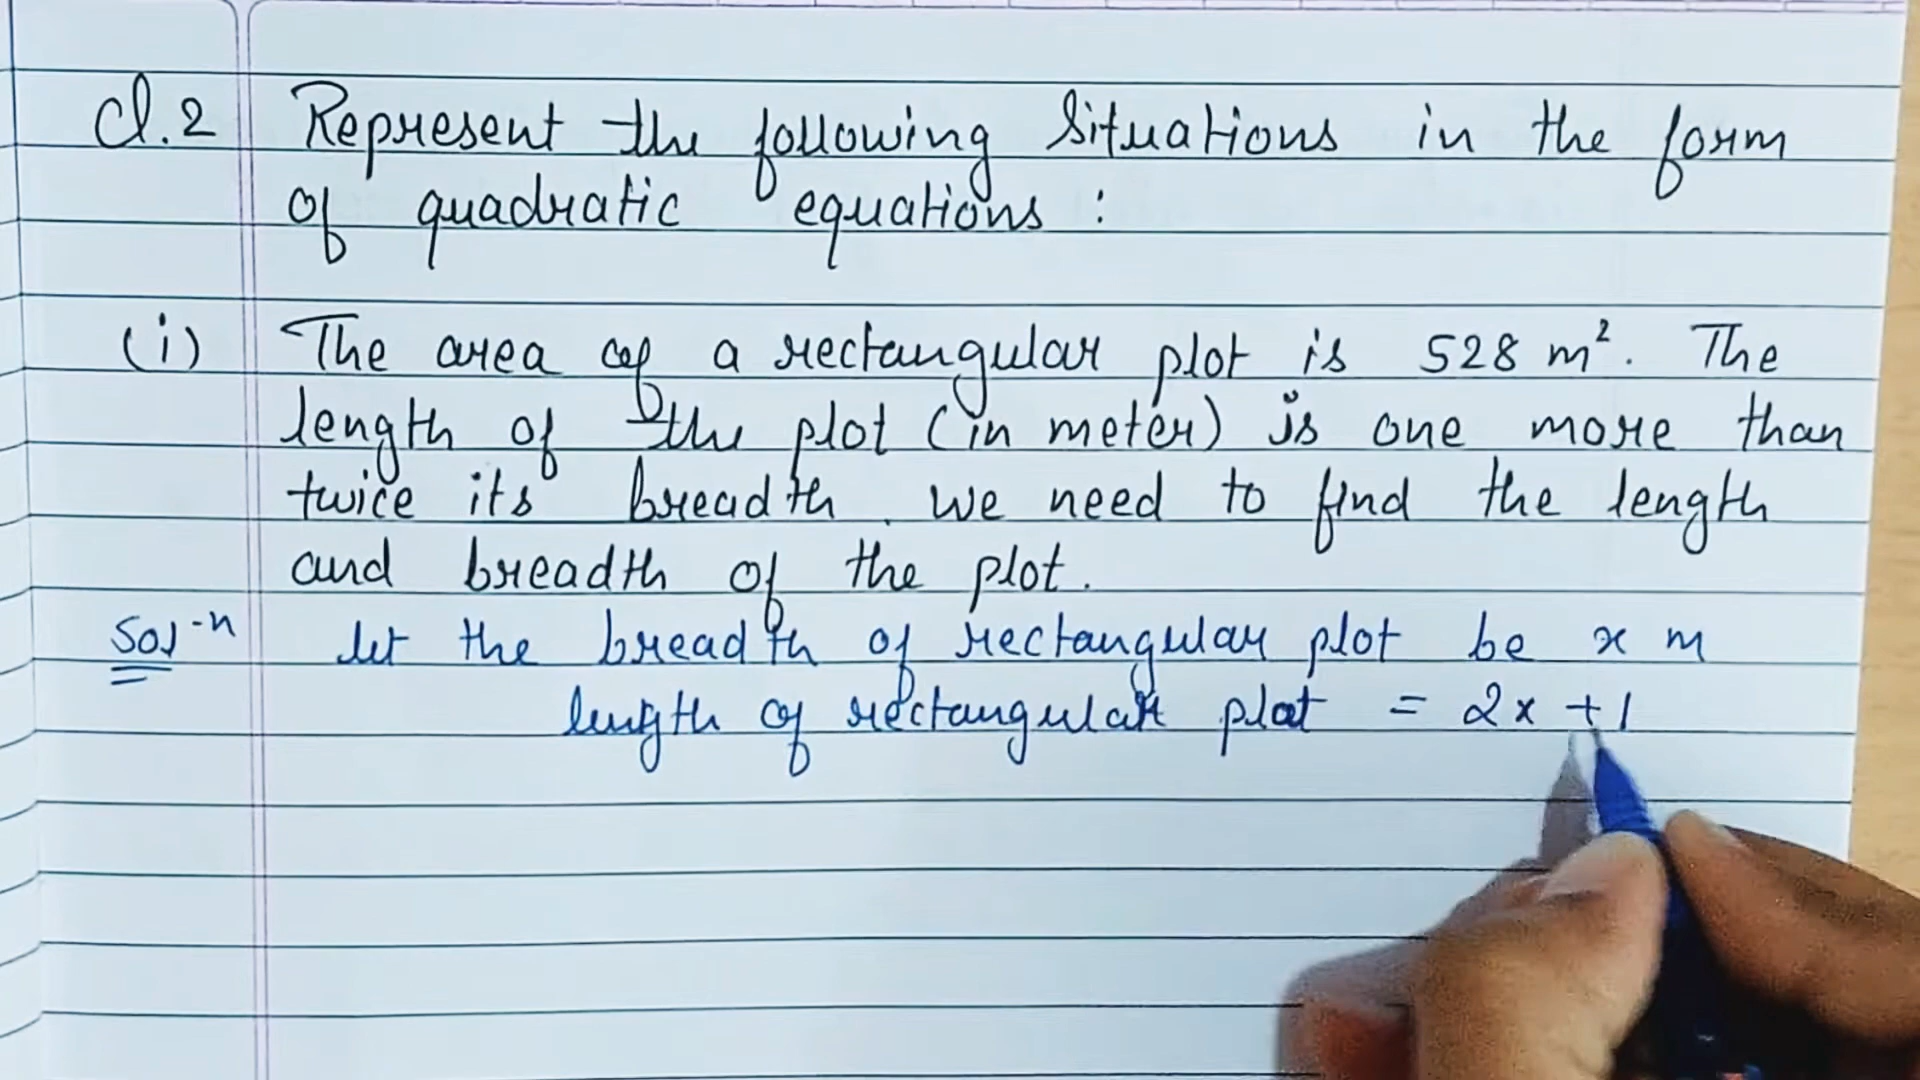 Q.2 Represent the following situations in the form
of quadratic equations :
(i) The area of a rectangular plot is 528 m². The
length of the plot (in meter) is one more than
twice its breadth. We need to find the length
and breadth of the plot.
Sol-n let the breadth of rectangular plot be x m
length of rectangular plot = 2x + 1